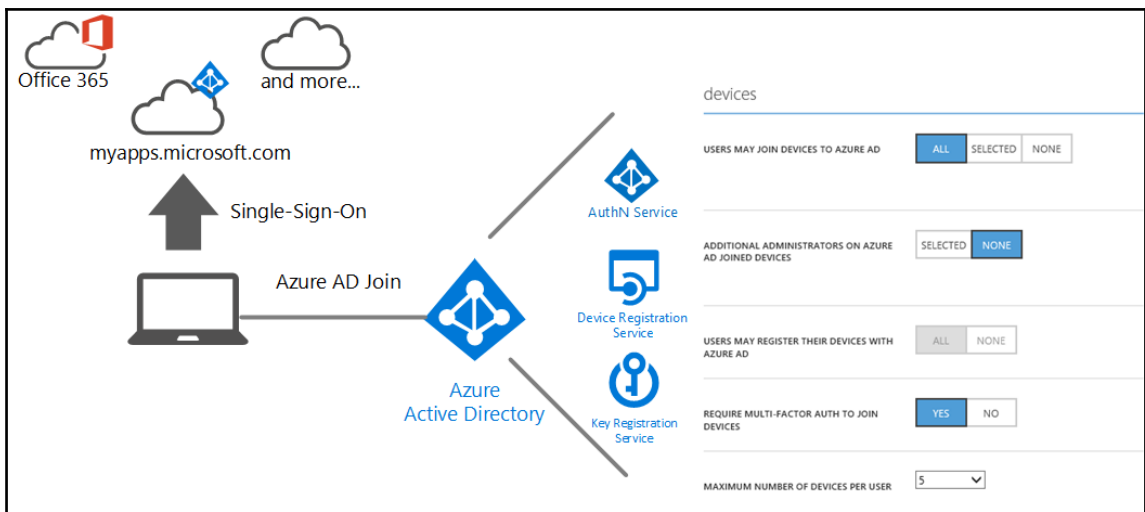 Office 365
and more...
myapps.microsoft.com
Single-Sign-On
Azure AD Join
Azure
Active Directory
AuthN Service
Device Registration
Service
Key Registration
Service
devices
USERS MAY JOIN DEVICES TO AZURE AD
ALL SELECTED NONE
ADDITIONAL ADMINISTRATORS ON AZURE
AD JOINED DEVICES
SELECTED NONE
USERS MAY REGISTER THEIR DEVICES WITH
AZURE AD
ALL NONE
REQUIRE MULTI-FACTOR AUTH TO JOIN
DEVICES
YES NO
MAXIMUM NUMBER OF DEVICES PER USER
5